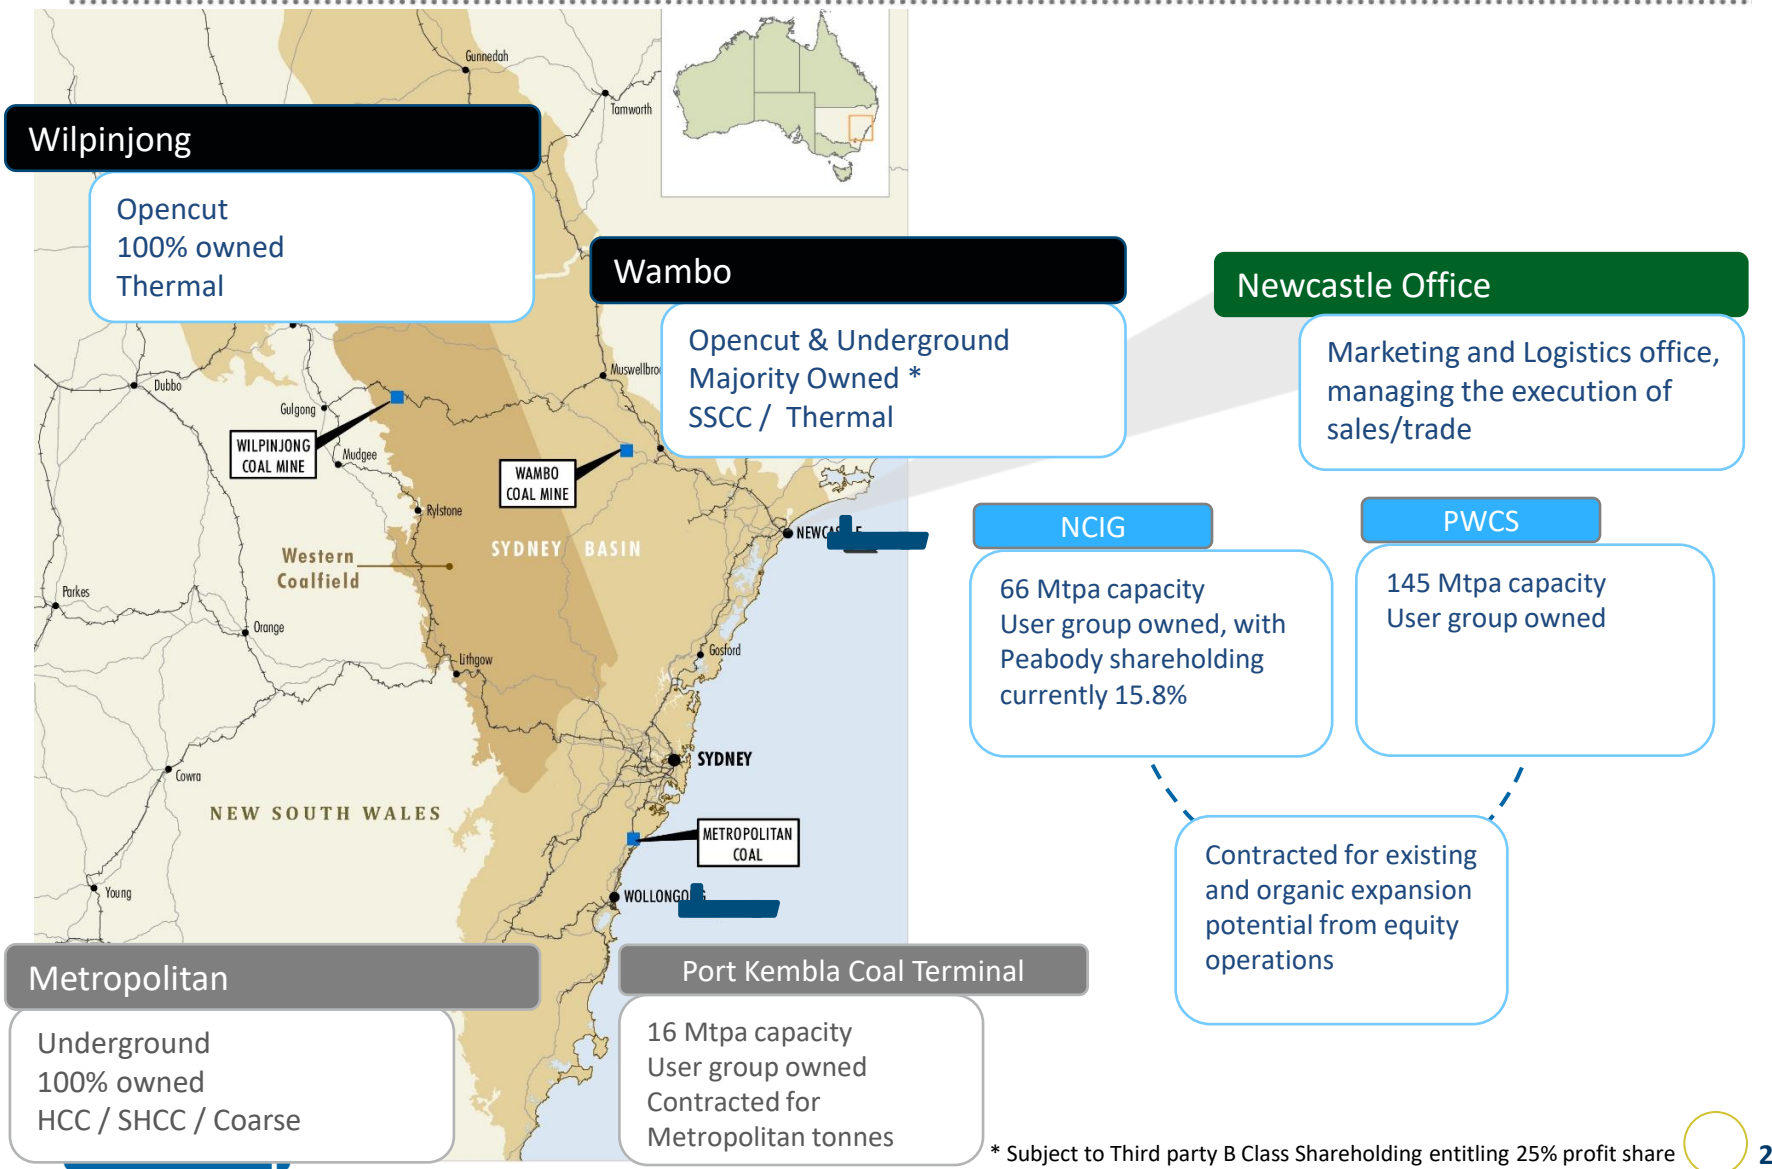 Gunnedah
Tamworth
Wilpinjong
Opencut
100% owned
Thermal
Wambo
Opencut & Underground
Majority Owned *
SSCC / Thermal
Newcastle Office
Marketing and Logistics office,
managing the execution of
sales/trade
Dubbo
Gulgong
WILPINJONG
COAL MINE
Mudgee
WAMBO
COAL MINE
Rylstone
Western
Coalfield
SYDNEY BASIN
NCIG
66 Mtpa capacity
User group owned, with
Peabody shareholding
currently 15.8%
PWCS
145 Mtpa capacity
User group owned
Parkes
Orange
Lithgow
Gosford
SYDNEY
Cowra
NEW SOUTH WALES
METROPOLITAN
COAL
Young
Contracted for existing
and organic expansion
potential from equity
operations
Metropolitan
Underground
100% owned
HCC / SHCC / Coarse
Port Kembla Coal Terminal
16 Mtpa capacity
User group owned
Contracted for
Metropolitan tonnes
* Subject to Third party B Class Shareholding entitling 25% profit share
2